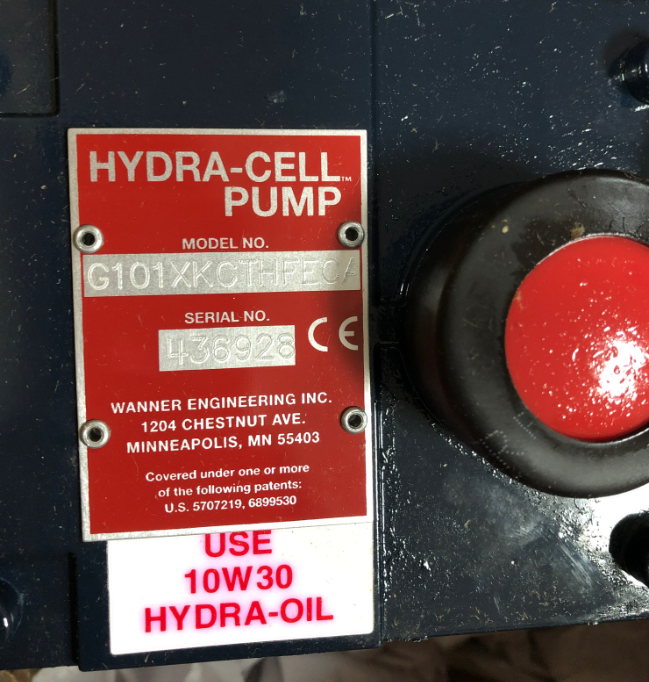 HYDRA-CELL™
PUMP
MODEL NO.
G101XKCTHFECA
SERIAL NO.
436928 CE
WANNER ENGINEERING INC.
1204 CHESTNUT AVE.
MINNEAPOLIS, MN 55403
Covered under one or more
of the following patents:
U.S. 5707219, 6899530
USE
10W30
HYDRA-OIL